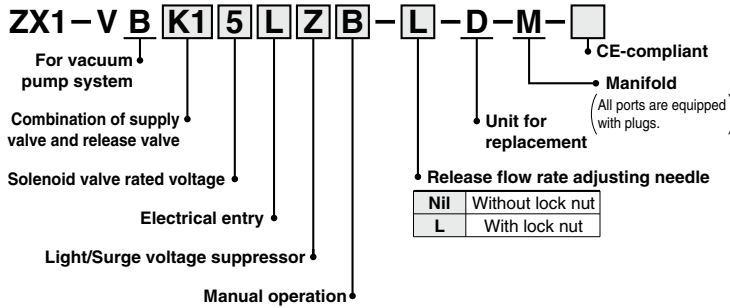 ZX1-V B K1 5 L Z B - L - D - M -
CE-compliant
For vacuum
pump system
Manifold
(All ports are equipped
with plugs.)
Combination of supply
valve and release valve
Unit for
replacement
Solenoid valve rated voltage
Release flow rate adjusting needle
Nil Without lock nut
L With lock nut
Electrical entry
Light/Surge voltage suppressor
Manual operation